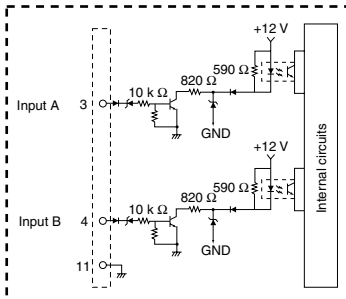 +12 V
590 Ω
820 Ω
10 k Ω
Input A 3
GND
+12 V
590 Ω
820 Ω
10 k Ω
Input B 4
GND
11
Internal circuits